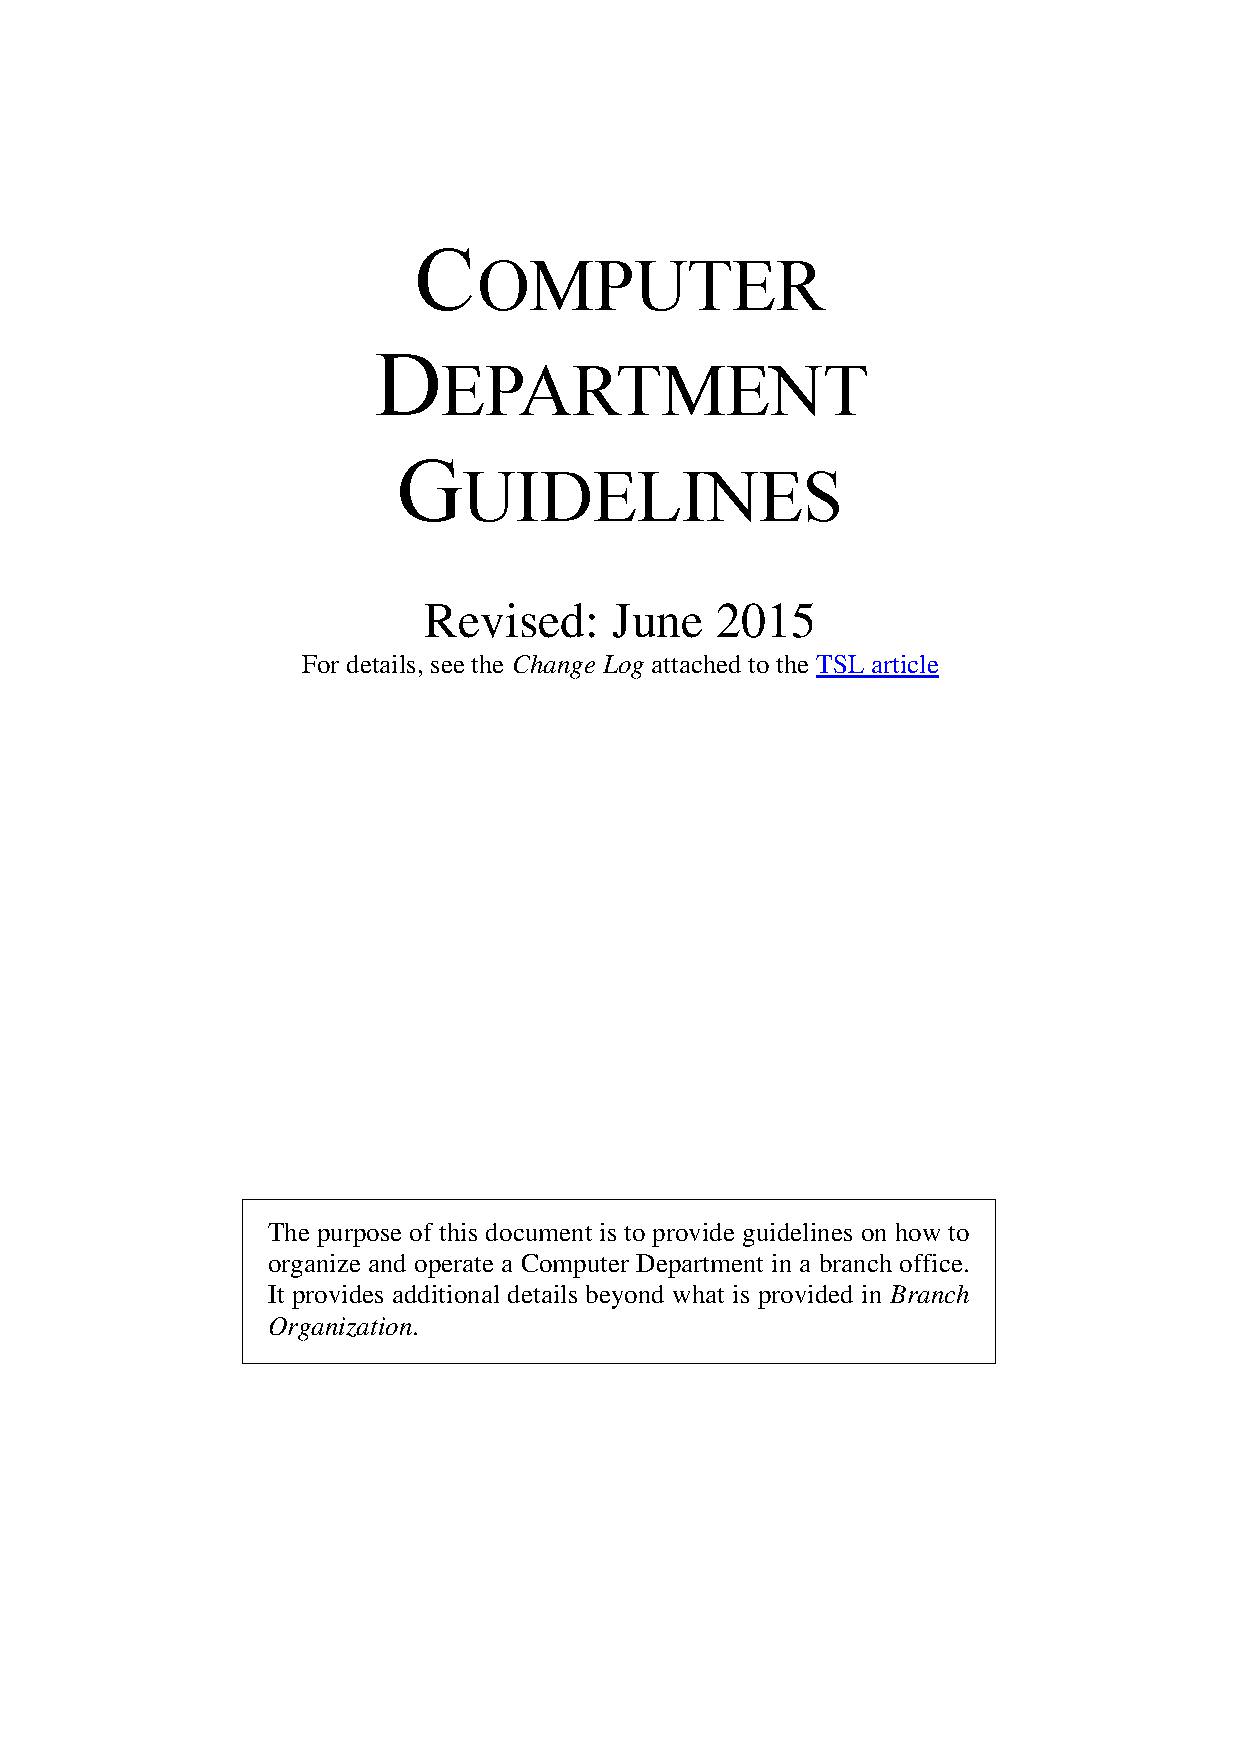 COMPUTER
DEPARTMENT
GUIDELINES
Revised: June 2015
For details, see the Change Log attached to the TSL article
The purpose of this document is to provide guidelines on how to
organize and operate a Computer Department in a branch office.
It provides additional details beyond what is provided in Branch
Organization.